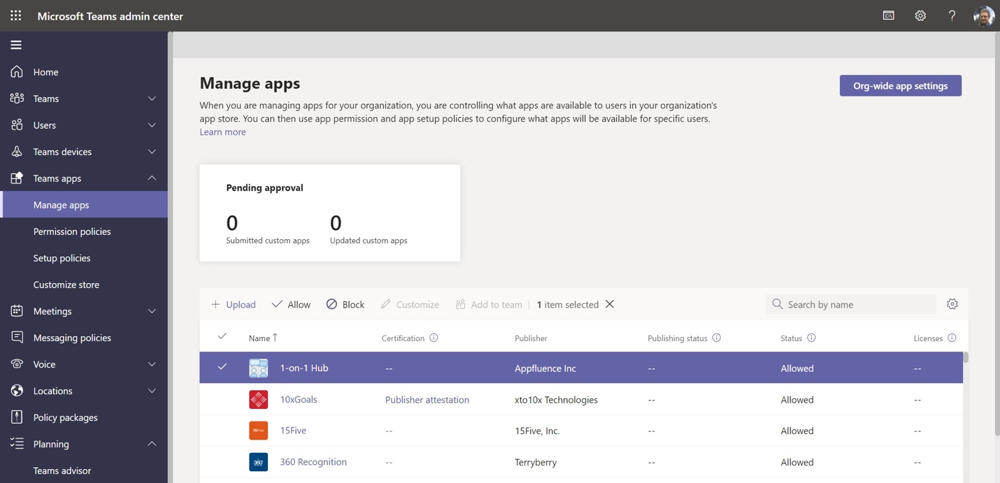 Microsoft Teams admin center
Home
Teams
Users
Teams devices
Teams apps
Manage apps
Permission policies
Setup policies
Customize store
Meetings
Messaging policies
Voice
Locations
Policy packages
Planning
Teams advisor
Manage apps
Org-wide app settings
When you are managing apps for your organization, you are controlling what apps are available to users in your organization's
app store. You can then use app permission and app setup policies to configure what apps will be available for specific users.
Learn more
Pending approval
0 0
Submitted custom apps Updated custom apps
Upload Allow Block Customize Add to team | 1 item selected Search by name
Name ↑ Certification Publisher Publishing status Status Licenses
1-on-1 Hub -- Appfluence Inc -- Allowed --
10xGoals Publisher attestation xto10x Technologies -- Allowed --
15Five 15Five -- 15Five, Inc. -- Allowed --
360 360 Recognition -- Terryberry -- Allowed --